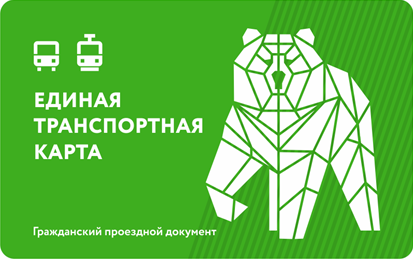 ЕДИНАЯ
ТРАНСПОРТНАЯ
КАРТА
Гражданский проездной документ